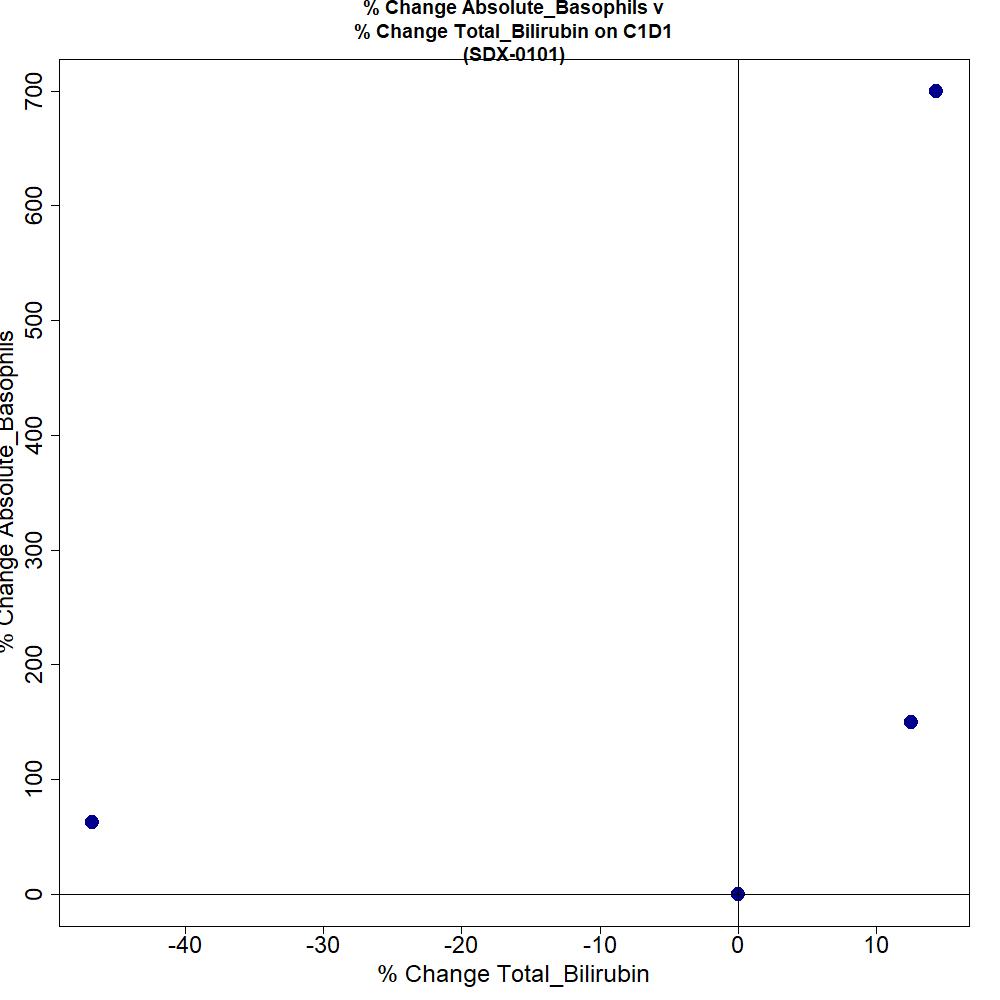 % Change Absolute_Basophils v
% Change Total_Bilirubin on C1D1
(SDX-0101)
% Change Absolute_Basophils
700
600
500
400
300
200
100
0
-40
-30
-20
-10
0
10
% Change Total_Bilirubin